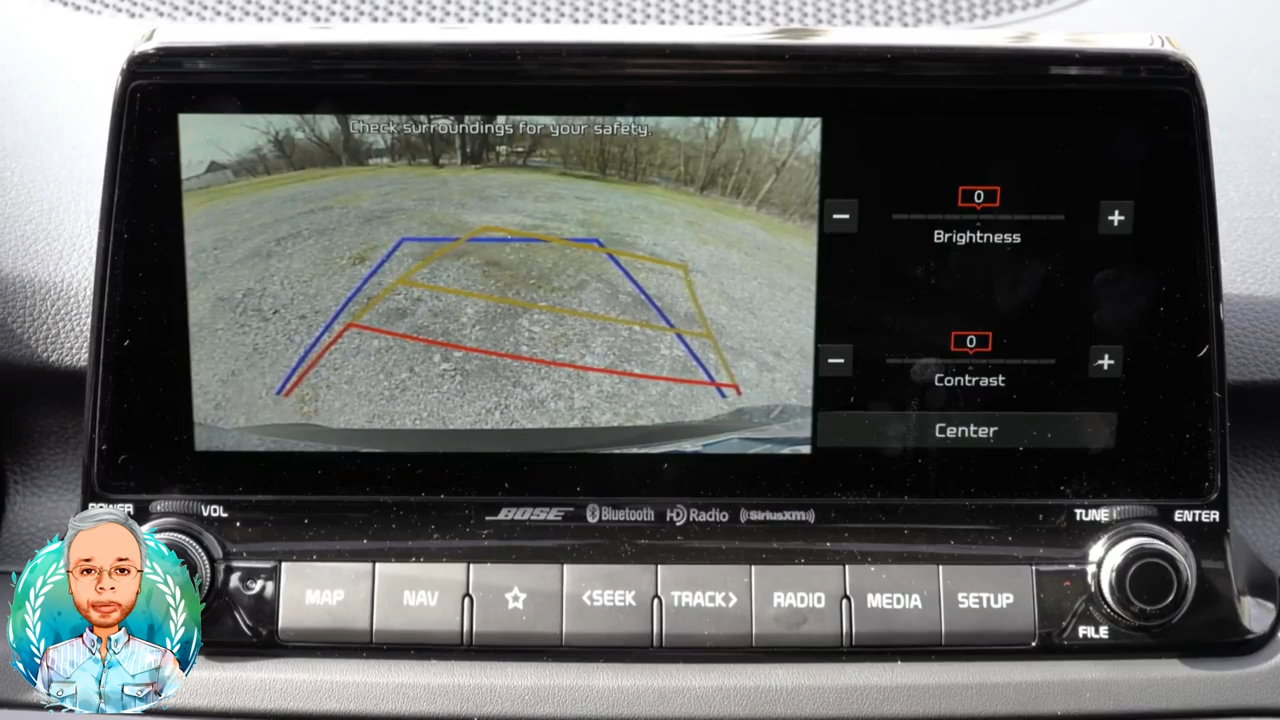 Check surroundings for your safety.
0
Brightness
0
Contrast
Center
POWER
VOL
BOSE
Bluetooth
HD Radio
((SiriusXM))
TUNE
ENTER
MAP
NAV
<SEEK
TRACK>
RADIO
MEDIA
SETUP
FILE